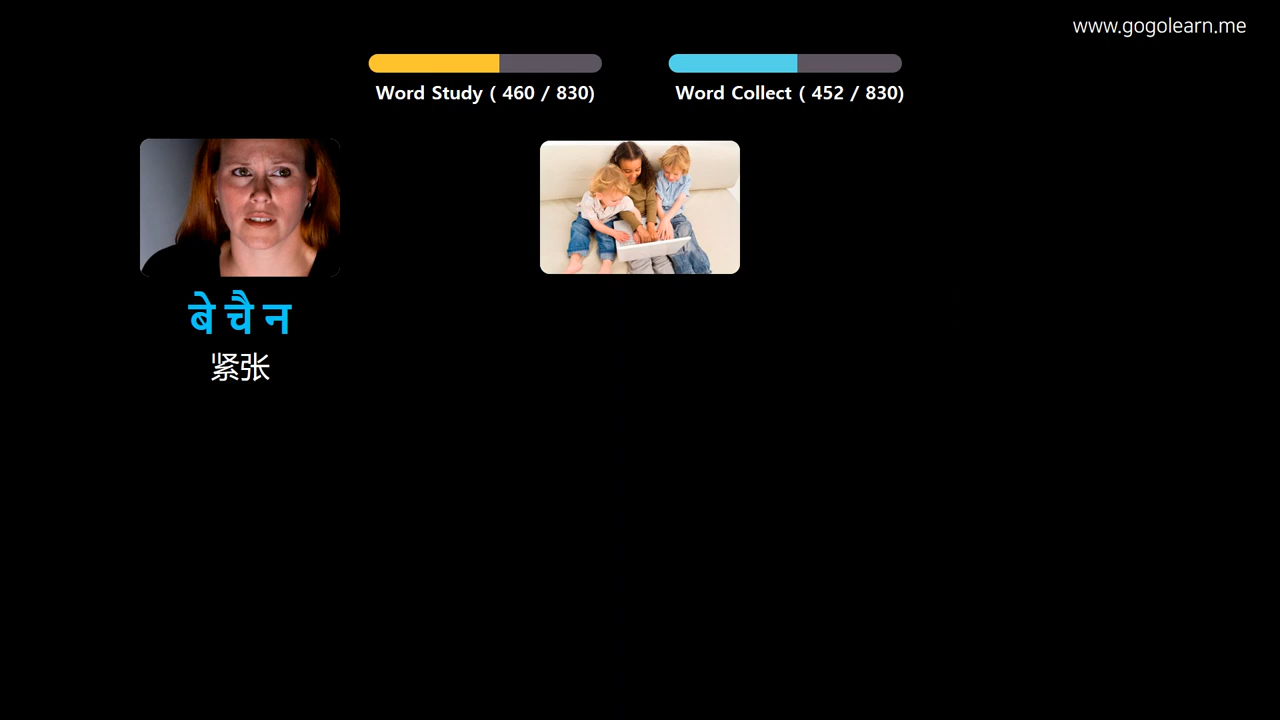 www.gogolearn.me
Word Study ( 460 / 830)
Word Collect ( 452 / 830)
बे चै न
紧张